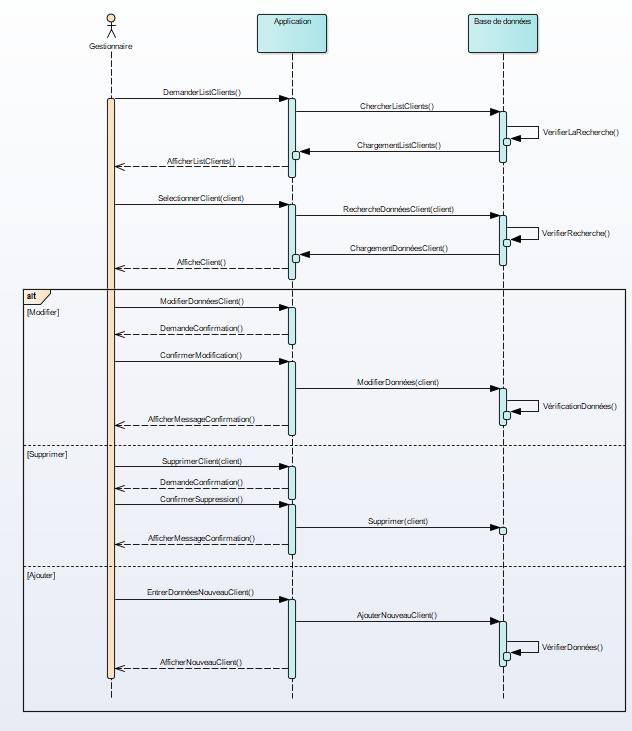 Gestionnaire
Application
Base de données
DemanderListClients()
ChercherListClients()
VerifierLaRecherche()
ChargementListClients()
AfficherListClients()
SelectionnerClient(client)
RechercheDonnéesClient(client)
VerifierRecherche()
ChargementDonnéesClient()
AfficheClient()
alt
[Modifier]
ModifierDonnéesClient()
DemandeConfirmation()
ConfirmerModification()
ModifierDonnées(client)
VérificationDonnées()
AfficherMessageConfirmation()
[Supprimer]
SupprimerClient(client)
DemandeConfirmation()
ConfirmerSuppression()
Supprimer(client)
AfficherMessageConfirmation()
[Ajouter]
EntrerDonnéesNouveauClient()
AjouterNouveauClient()
VérifierDonnées()
AfficherNouveauClient()